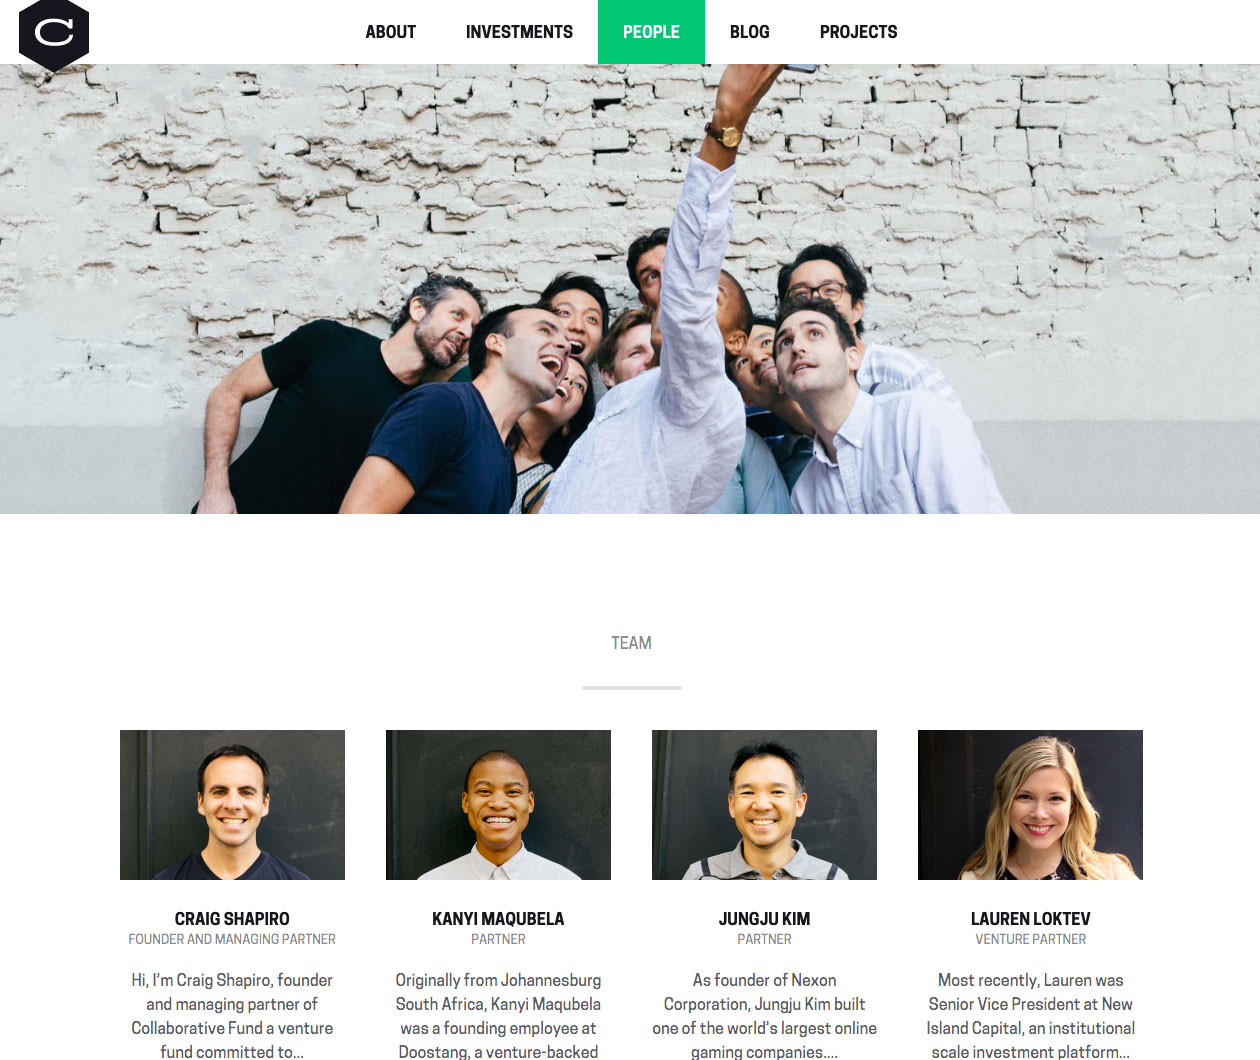 C
ABOUT INVESTMENTS PEOPLE BLOG PROJECTS
TEAM
CRAIG SHAPIRO
FOUNDER AND MANAGING PARTNER
Hi, I’m Craig Shapiro, founder
and managing partner of
Collaborative Fund a venture
fund committed to...
KANYI MAQUBELA
PARTNER
Originally from Johannesburg
South Africa, Kanyi Maqubela
was a founding employee at
Doostang, a venture-backed
JUNGJU KIM
PARTNER
As founder of Nexon
Corporation, Jungju Kim built
one of the world’s largest online
gaming companies....
LAUREN LOKTEV
VENTURE PARTNER
Most recently, Lauren was
Senior Vice President at New
Island Capital, an institutional
scale investment platform...